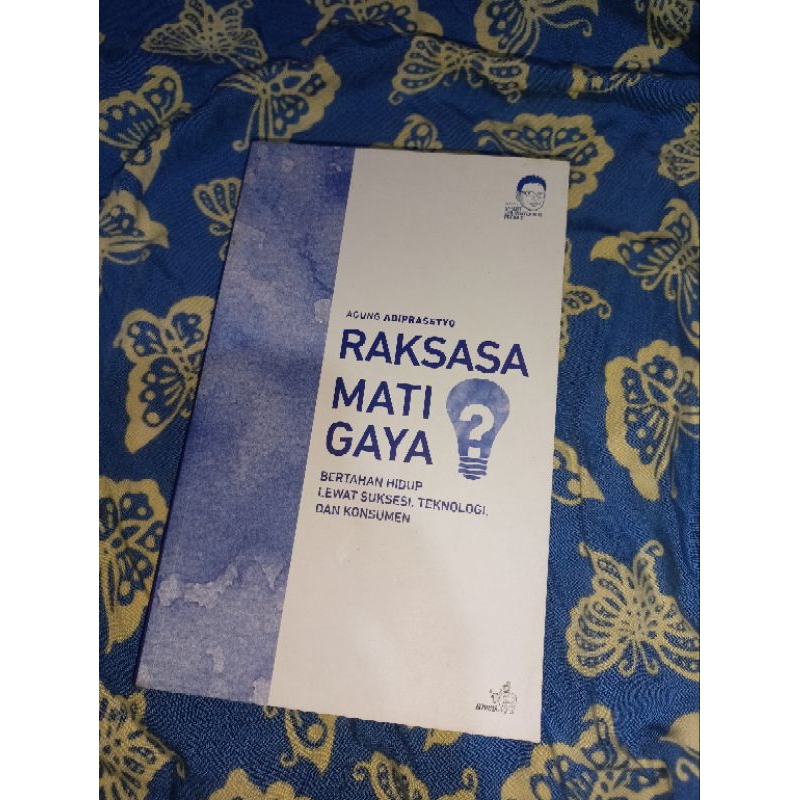 AGUNG ADIPRASETYO
RAKSASA
MATI
GAYA
?
BERTAHAN HIDUP
LEWAT SUKSESI, TEKNOLOGI,
DAN KONSUMEN